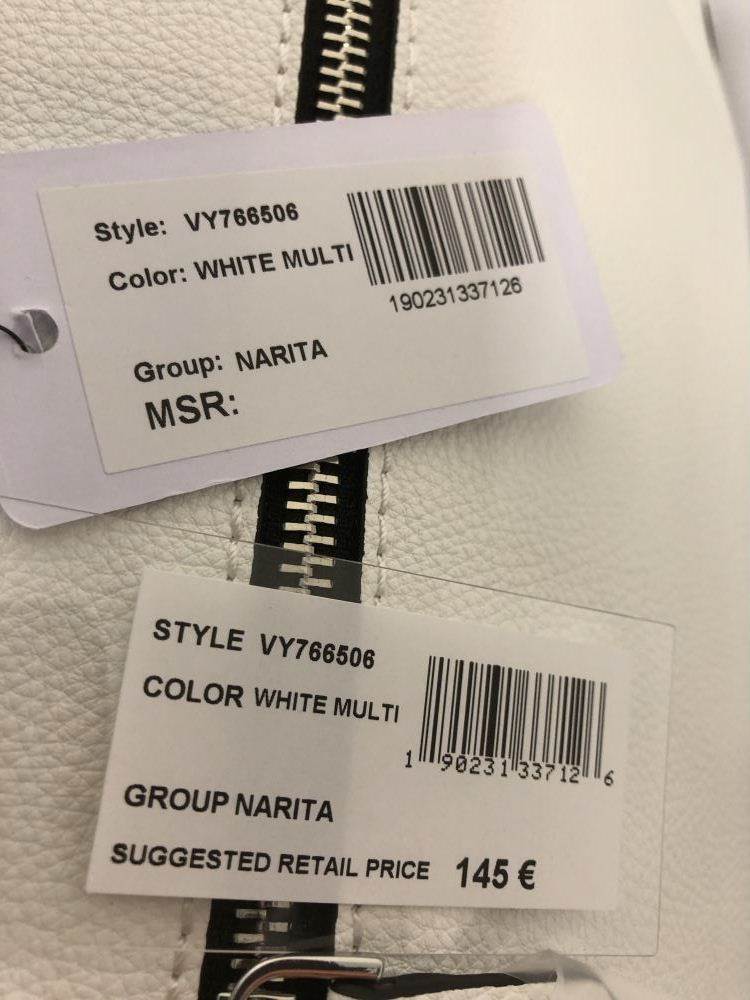 Style: VY766506
Color: WHITE MULTI
190231337126
Group: NARITA
MSR:
STYLE VY766506
COLOR WHITE MULTI
1 90231 33712 6
GROUP NARITA
SUGGESTED RETAIL PRICE 145 €